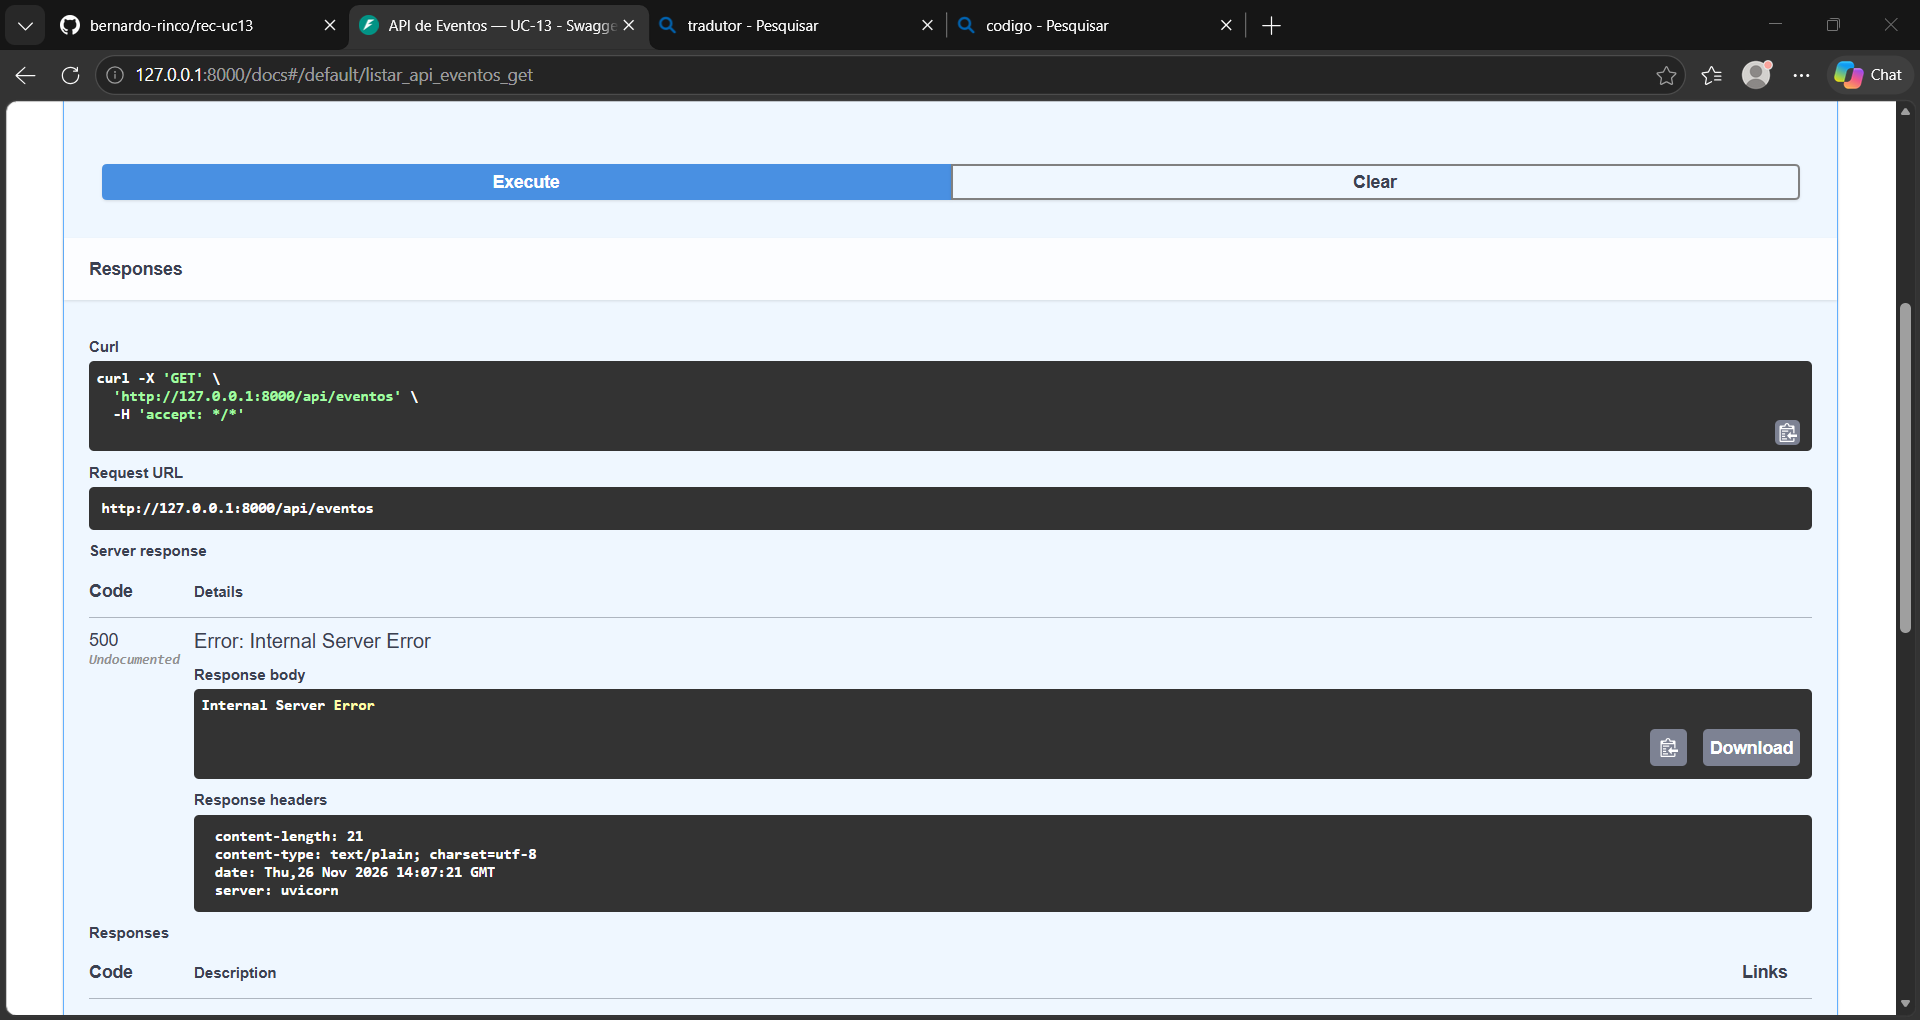 bernardo-rinco/rec-uc13
API de Eventos — UC-13 - Swagge
tradutor - Pesquisar
codigo - Pesquisar
127.0.0.1:8000/docs#/default/listar_api_eventos_get
Chat
Execute
Clear
Responses
Curl
curl -X 'GET' \
'http://127.0.0.1:8000/api/eventos' \
-H 'accept: */*'
Request URL
http://127.0.0.1:8000/api/eventos
Server response
Code
Details
500
Undocumented
Error: Internal Server Error
Response body
Internal Server Error
Download
Response headers
content-length: 21
content-type: text/plain; charset=utf-8
date: Thu,26 Nov 2026 14:07:21 GMT
server: uvicorn
Responses
Code
Description
Links